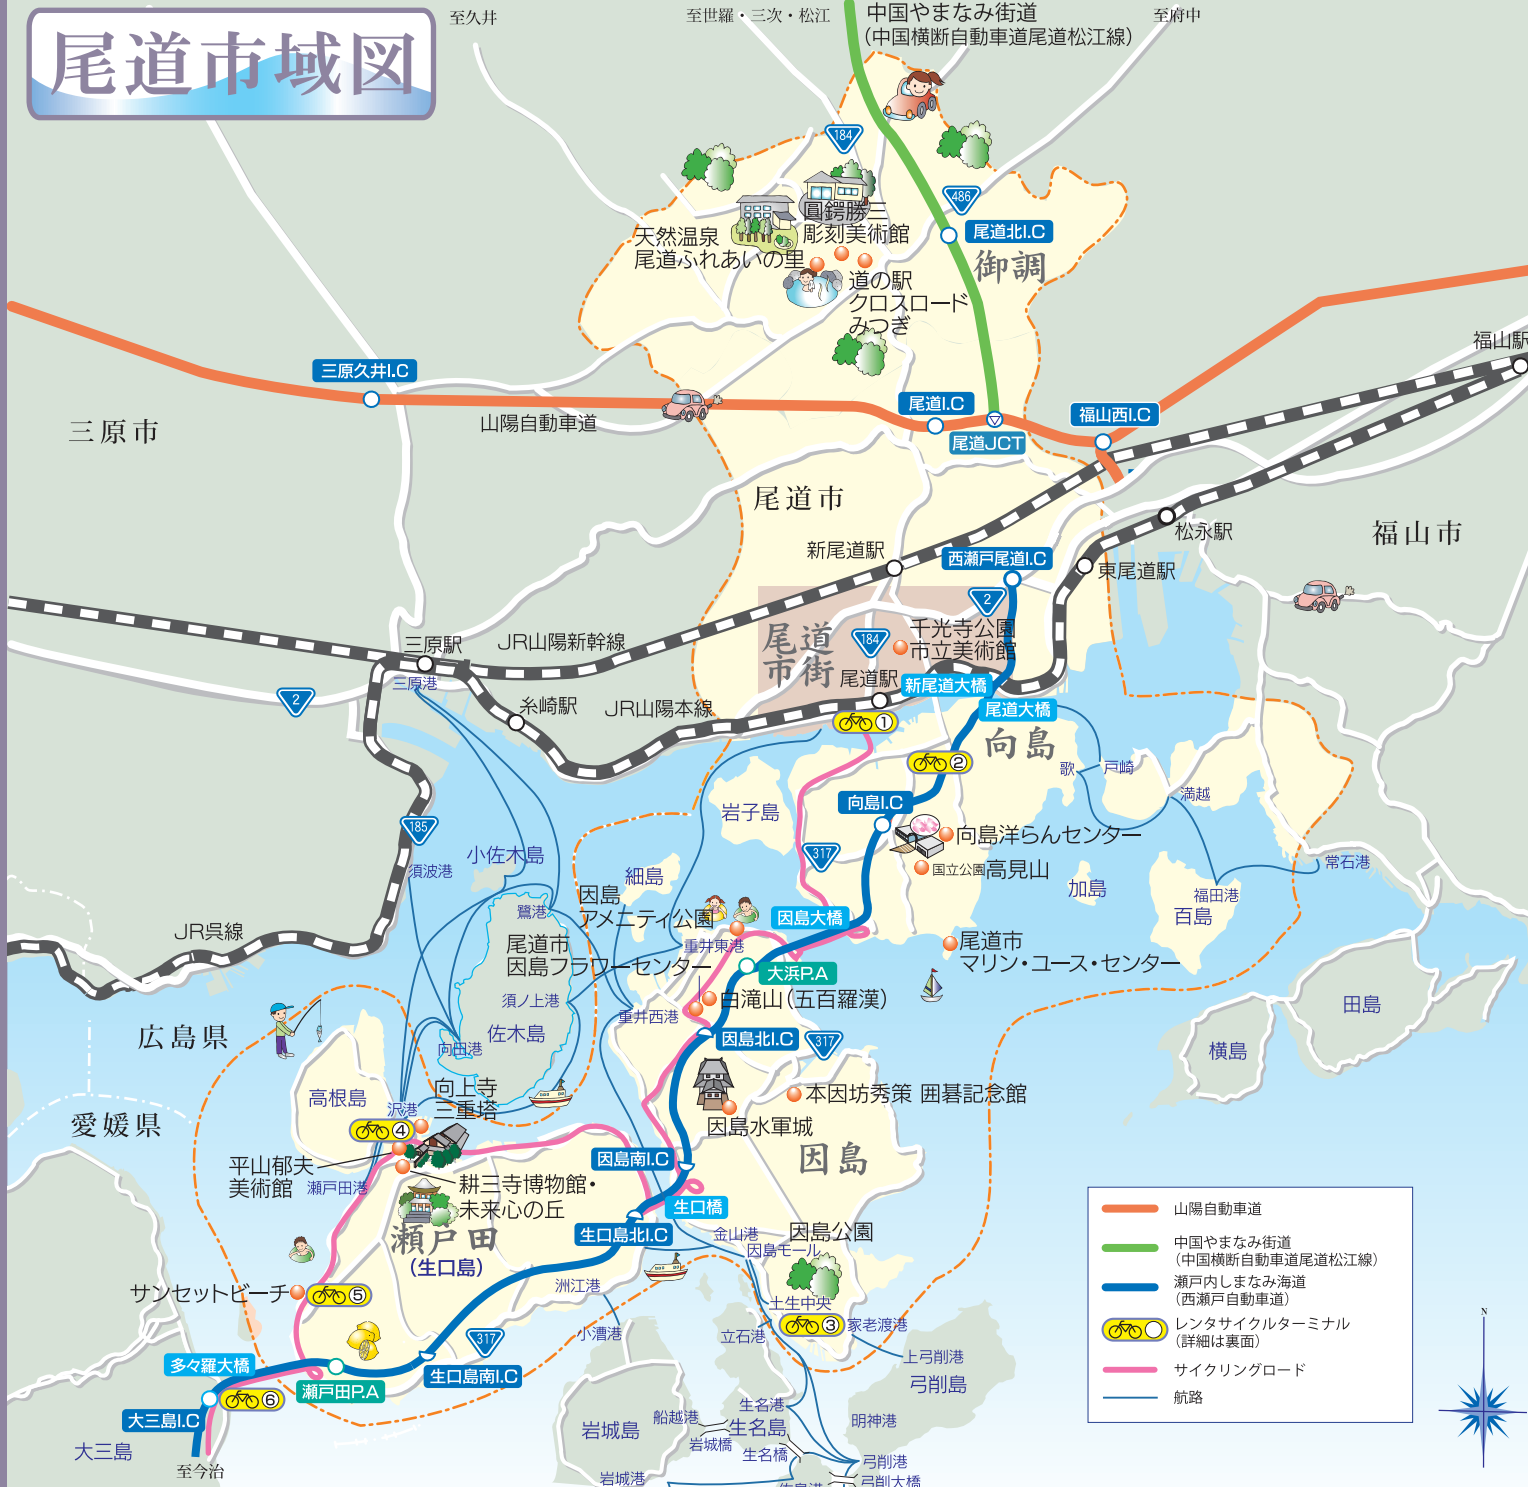 尾道市域図
至久井
至世羅・三次・松江
中国やまなみ街道
(中国横断自動車道尾道松江線)
至府中
184
486
圓鍔勝三
彫刻美術館
天然温泉
尾道ふれあいの里
尾道北I.C
御調
道の駅
クロスロード
みつぎ
福山駅
三原久井I.C
山陽自動車道
尾道I.C
尾道JCT
福山西I.C
三原市
尾道市
福山市
松永駅
新尾道駅
西瀬戸尾道I.C
東尾道駅
2
尾道
市街
184
千光寺公園
市立美術館
三原駅
JR山陽新幹線
三原港
2
糸崎駅
JR山陽本線
尾道駅
新尾道大橋
尾道大橋
①
向島
②
歌
戸崎
満越
岩子島
向島I.C
185
向島洋らんセンター
317
国立公園高見山
小佐木島
須波港
細島
加島
福田港
百島
常石港
鷺港
因島
アメニティ公園
因島大橋
JR呉線
尾道市
因島フラワーセンター
重井東港
大浜P.A
尾道市
マリン・ユース・センター
須ノ上港
白滝山(五百羅漢)
重井西港
佐木島
因島北I.C
317
田島
横島
広島県
向田港
高根島
沢港
向上寺
三重塔
本因坊秀策 囲碁記念館
因島水軍城
愛媛県
④
因島
平山郁夫
美術館
瀬戸田港
耕三寺博物館・
未来心の丘
因島南I.C
生口橋
瀬戸田
(生口島)
生口島北I.C
金山港
因島モール
因島公園
サンセットビーチ
⑤
洲江港
土生中央
③
家老渡港
小漕港
立石港
317
上弓削港
弓削島
多々羅大橋
瀬戸田P.A
生口島南I.C
⑥
大三島I.C
大三島
至今治
岩城島
船越港
岩城橋
生名港
生名島
生名橋
明神港
弓削港
弓削大橋
岩城港
佐島港
山陽自動車道
中国やまなみ街道
(中国横断自動車道尾道松江線)
瀬戸内しまなみ海道
(西瀬戸自動車道)
レンタサイクルターミナル
(詳細は裏面)
サイクリングロード
航路
N